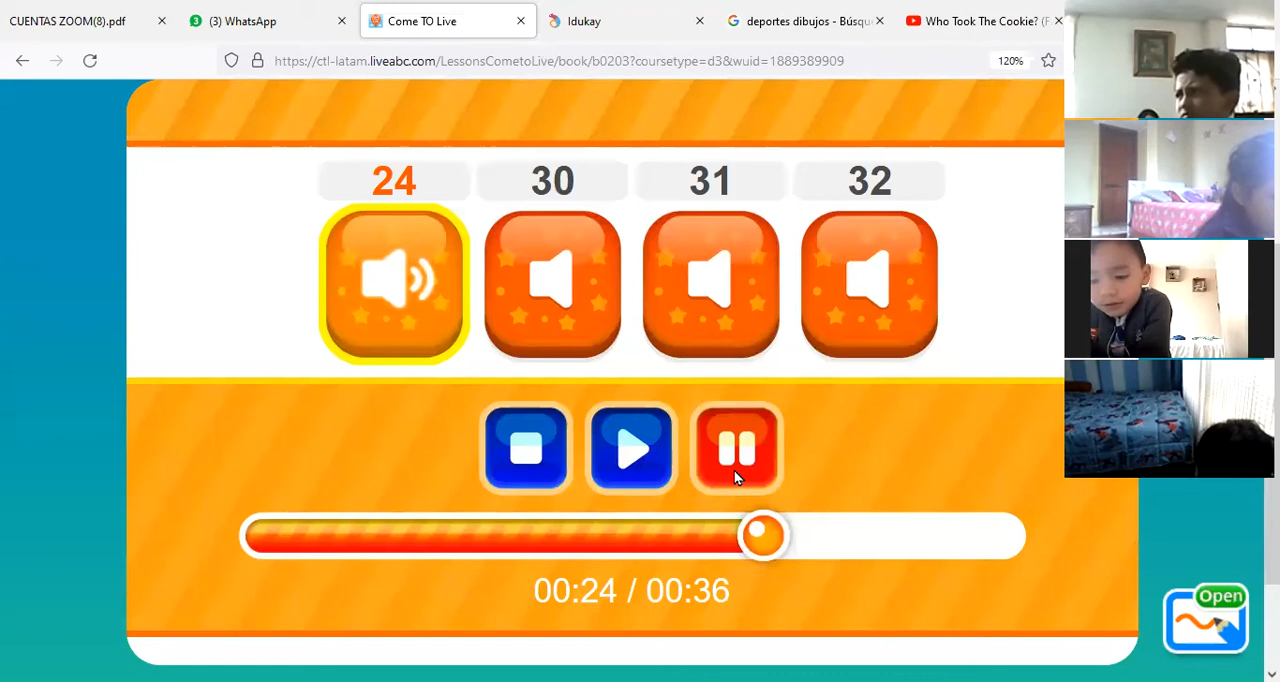 CUENTAS ZOOM(8).pdf
(3) WhatsApp
Come TO Live
Idukay
deportes dibujos - Búsqu
Who Took The Cookie? (F
https://ctl-latam.liveabc.com/LessonsCometoLive/book/b0203?coursetype=d3&wuid=1889389909
120%
24 30 31 32
00:24 / 00:36
Open